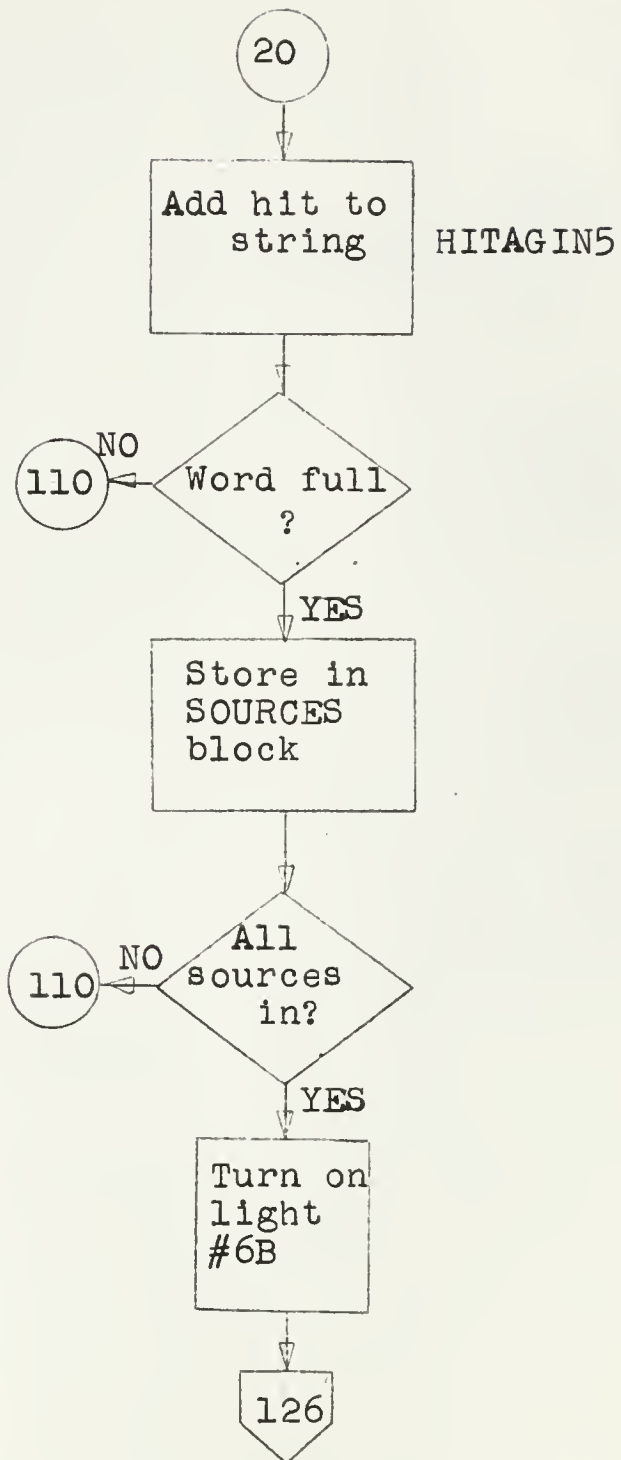 20
Add hit to
string
HITAGIN5
NO
110
Word full
?
YES
Store in
SOURCES
block
NO
110
All
sources
in?
YES
Turn on
light
#6B
126